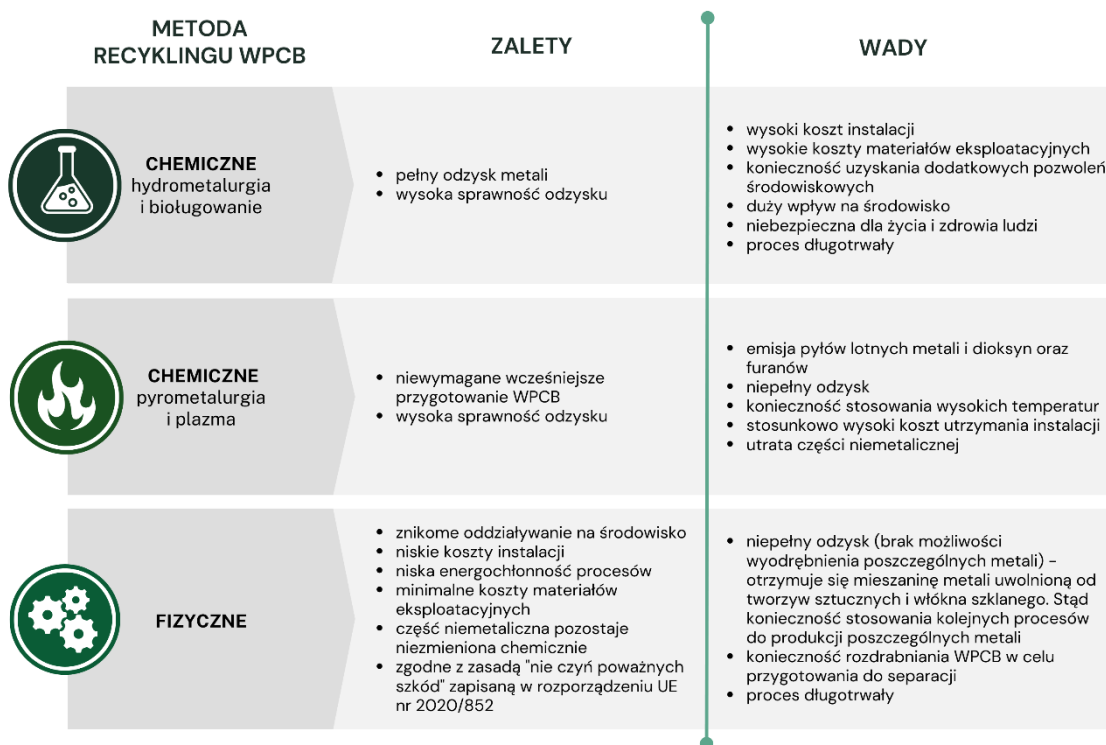 METODA
RECYKLINGU WPCB
ZALETY
WADY
CHEMICZNE
hydrometalurgia
i bioługowanie
• pełny odzysk metali
• wysoka sprawność odzysku
• wysoki koszt instalacji
• wysokie koszty materiałów eksploatacyjnych
• konieczność uzyskania dodatkowych pozwoleń
środowiskowych
• duży wpływ na środowisko
• niebezpieczna dla życia i zdrowia ludzi
• proces długotrwały
CHEMICZNE
pyrometalurgia
i plazma
• niewymagane wcześniejsze
przygotowanie WPCB
• wysoka sprawność odzysku
• emisja pyłów lotnych metali i dioksyn oraz
furanów
• niepełny odzysk
• konieczność stosowania wysokich temperatur
• stosunkowo wysoki koszt utrzymania instalacji
• utrata części niemetalicznej
FIZYCZNE
• znikome oddziaływanie na środowisko
• niskie koszty instalacji
• niska energochłonność procesów
• minimalne koszty materiałów
eksploatacyjnych
• część niemetaliczna pozostaje
niezmieniona chemicznie
• zgodne z zasadą "nie czyń poważnych
szkód" zapisaną w rozporządzeniu UE
nr 2020/852
• niepełny odzysk (brak możliwości
wyodrębnienia poszczególnych metali) -
otrzymuje się mieszaninę metali uwolnioną od
tworzyw sztucznych i włókna szklanego. Stąd
konieczność stosowania kolejnych procesów
do produkcji poszczególnych metali
• konieczność rozdrabniania WPCB w celu
przygotowania do separacji
• proces długotrwały